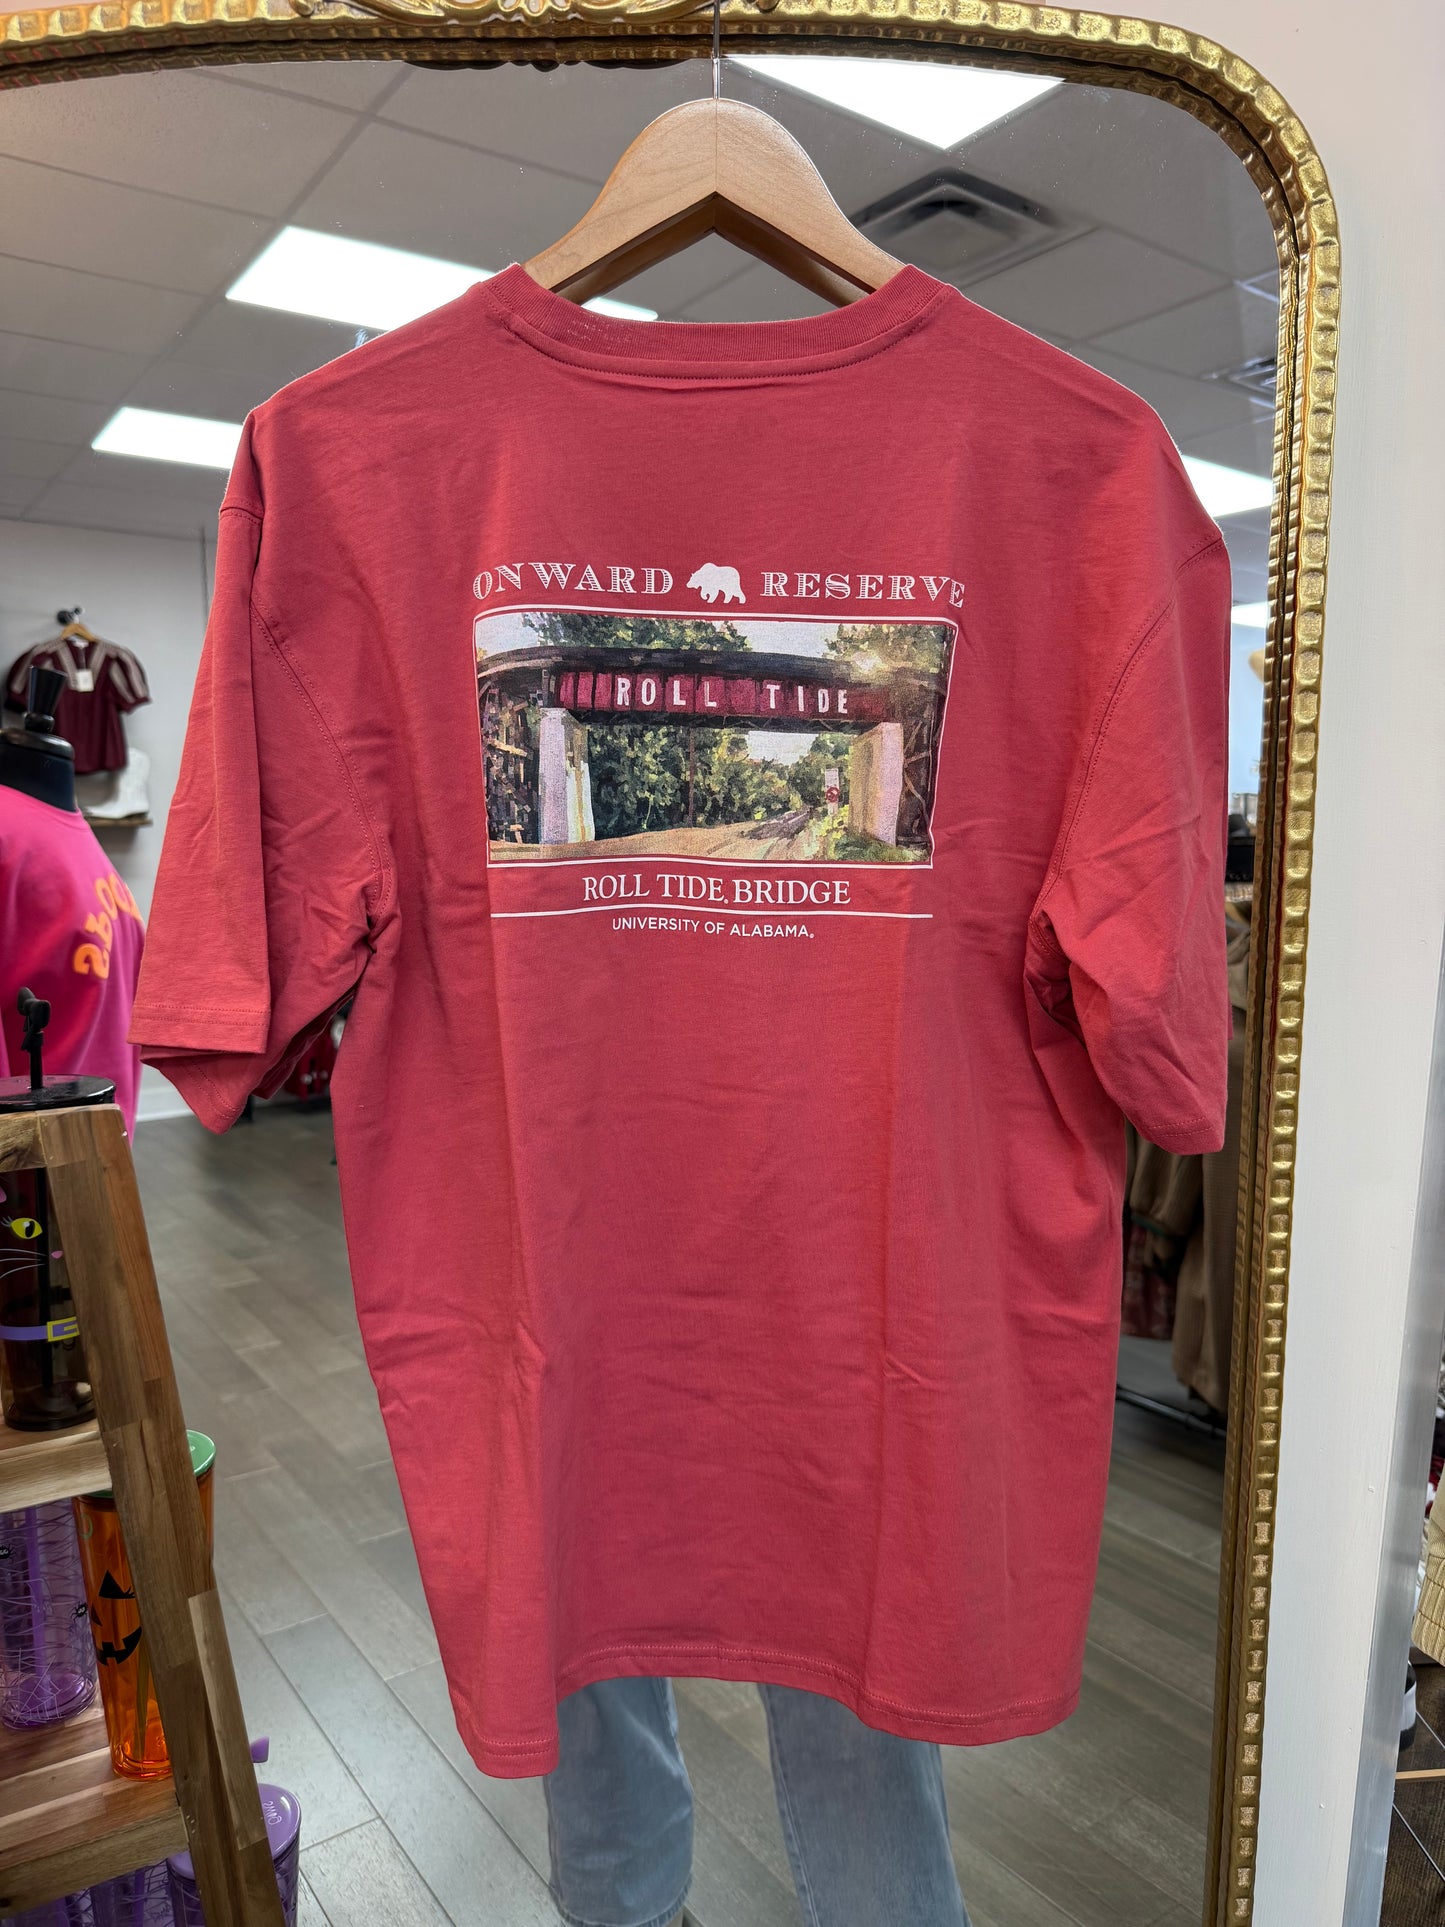 ONWARD RESERVE
ROLL TIDE
ROLL TIDE® BRIDGE
UNIVERSITY OF ALABAMA®